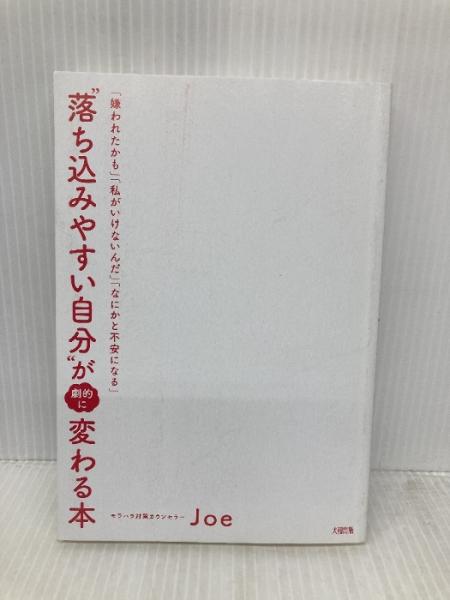 「嫌われたかも」「私がいけないんだ」「なにかと不安になる」
“落ち込みやすい自分”が劇的に変わる本
モラハラ対策カウンセラー Joe
大和出版